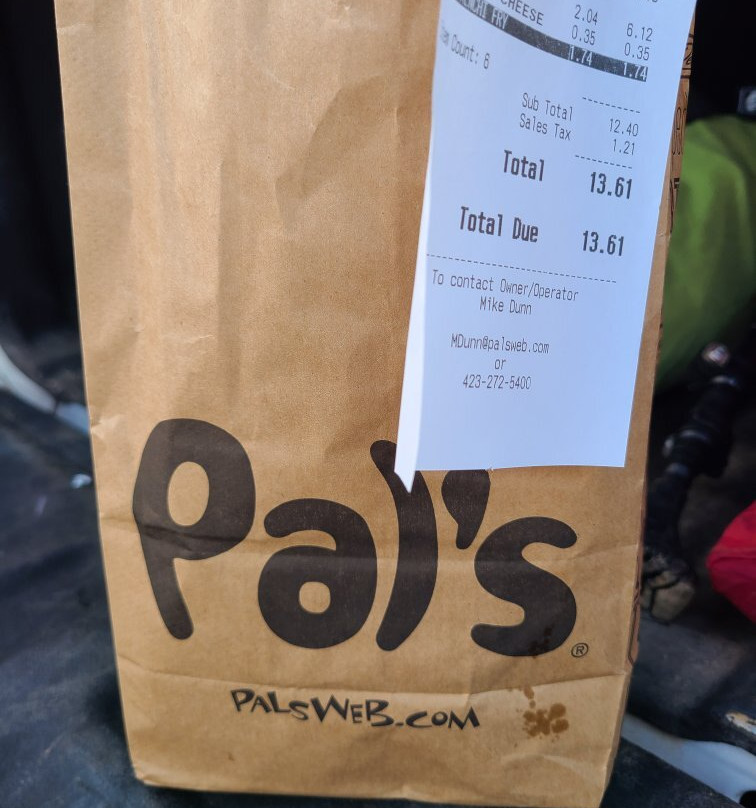 CHEESE 2.04 6.12
0.35 0.35
FRY 1.74 1.74
Count: 6
Sub Total 12.40
Sales Tax 1.21
Total 13.61
Total Due 13.61
To contact Owner/Operator
Mike Dunn
MDunn@palsweb.com
or
423-272-5400
Pal's®
PALSWEB.COM